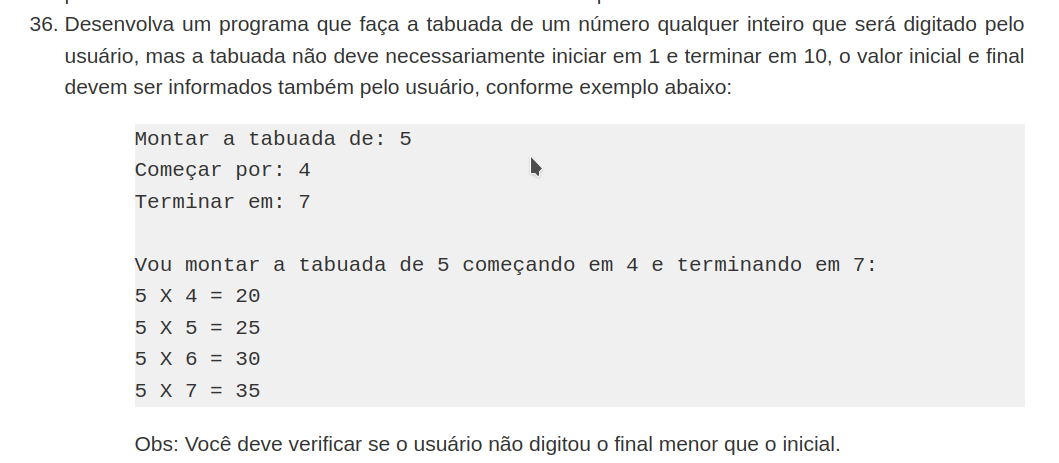 36. Desenvolva um programa que faça a tabuada de um número qualquer inteiro que será digitado pelo
usuário, mas a tabuada não deve necessariamente iniciar em 1 e terminar em 10, o valor inicial e final
devem ser informados também pelo usuário, conforme exemplo abaixo:
Montar a tabuada de: 5
Começar por: 4
Terminar em: 7
Vou montar a tabuada de 5 começando em 4 e terminando em 7:
5 X 4 = 20
5 X 5 = 25
5 X 6 = 30
5 X 7 = 35
Obs: Você deve verificar se o usuário não digitou o final menor que o inicial.